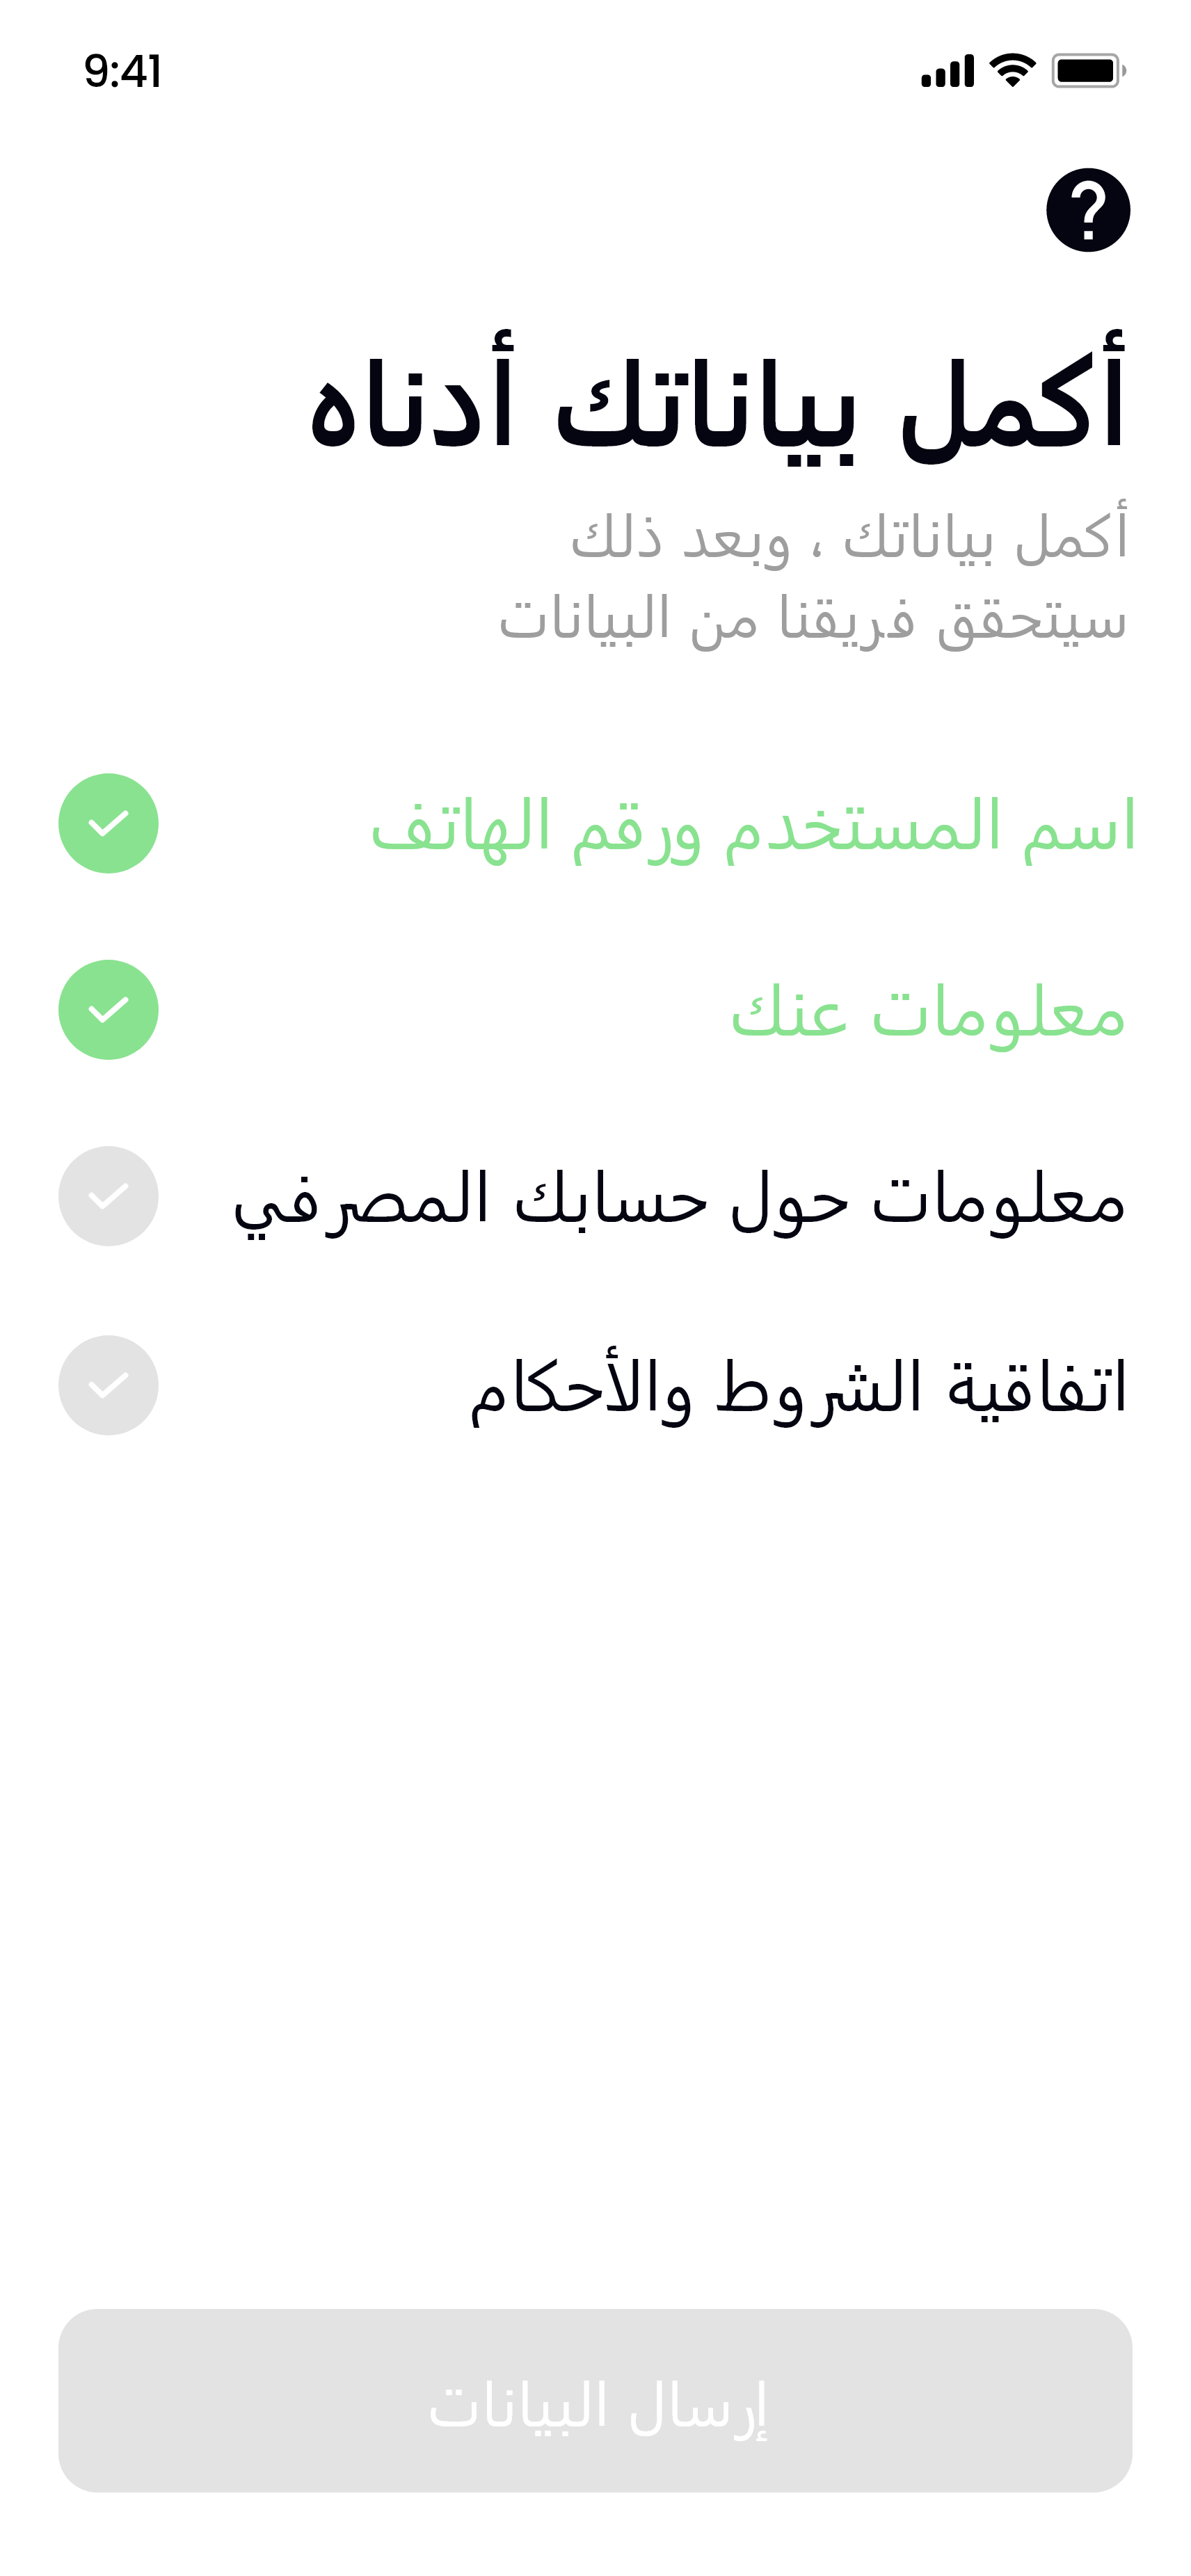 9:41
أكمل بياناتك أدناه
أكمل بياناتك ، وبعد ذلك
سيتحقق فريقنا من البيانات
اسم المستخدم ورقم الهاتف
معلومات عنك
معلومات حول حسابك المصرفي
اتفاقية الشروط والأحكام
إرسال البيانات